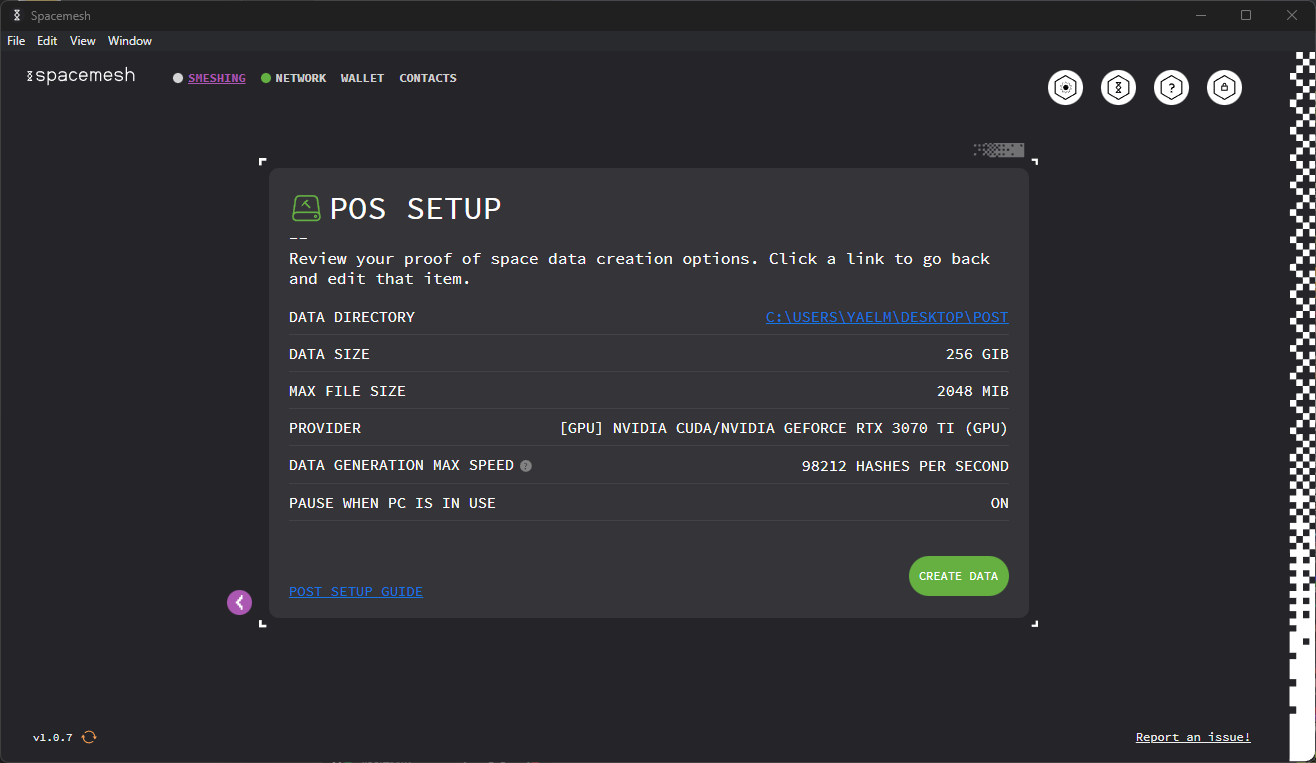 Spacemesh
File Edit View Window
spacemesh
SMESHING NETWORK WALLET CONTACTS
?
POS SETUP
--
Review your proof of space data creation options. Click a link to go back
and edit that item.
DATA DIRECTORY C:\USERS\YAELM\DESKTOP\POST
DATA SIZE 256 GIB
MAX FILE SIZE 2048 MIB
PROVIDER [GPU] NVIDIA CUDA/NVIDIA GEFORCE RTX 3070 TI (GPU)
DATA GENERATION MAX SPEED ? 98212 HASHES PER SECOND
PAUSE WHEN PC IS IN USE ON
CREATE DATA
POST SETUP GUIDE
v1.0.7
Report an issue!